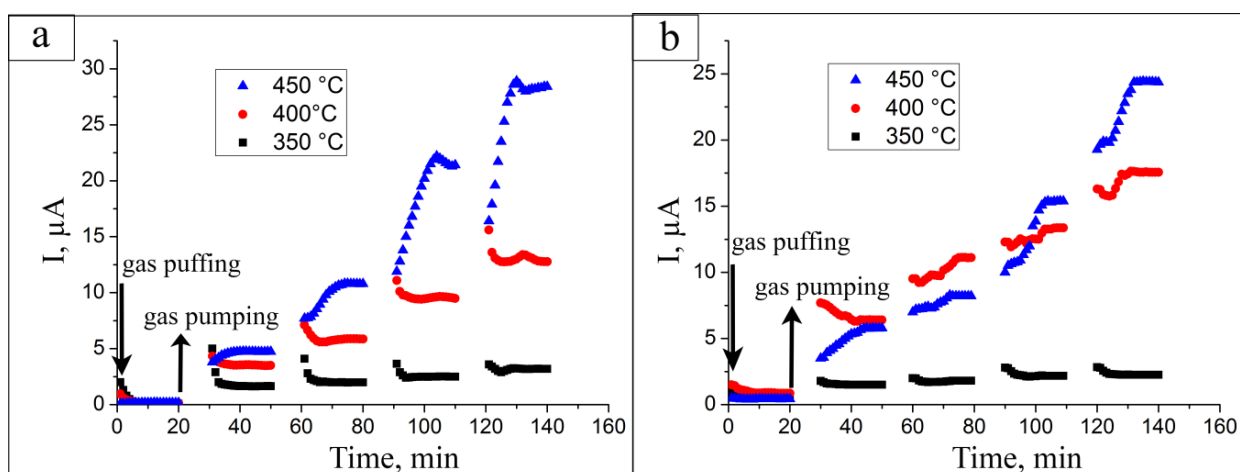 a
30
25
20
15
10
5
0
I, µA
450 °C
400°C
350 °C
gas puffing
gas pumping
0 20 40 60 80 100 120 140 160
Time, min
b
25
20
15
10
5
0
I, µA
450 °C
400 °C
350 °C
gas puffing
gas pumping
0 20 40 60 80 100 120 140 160
Time, min